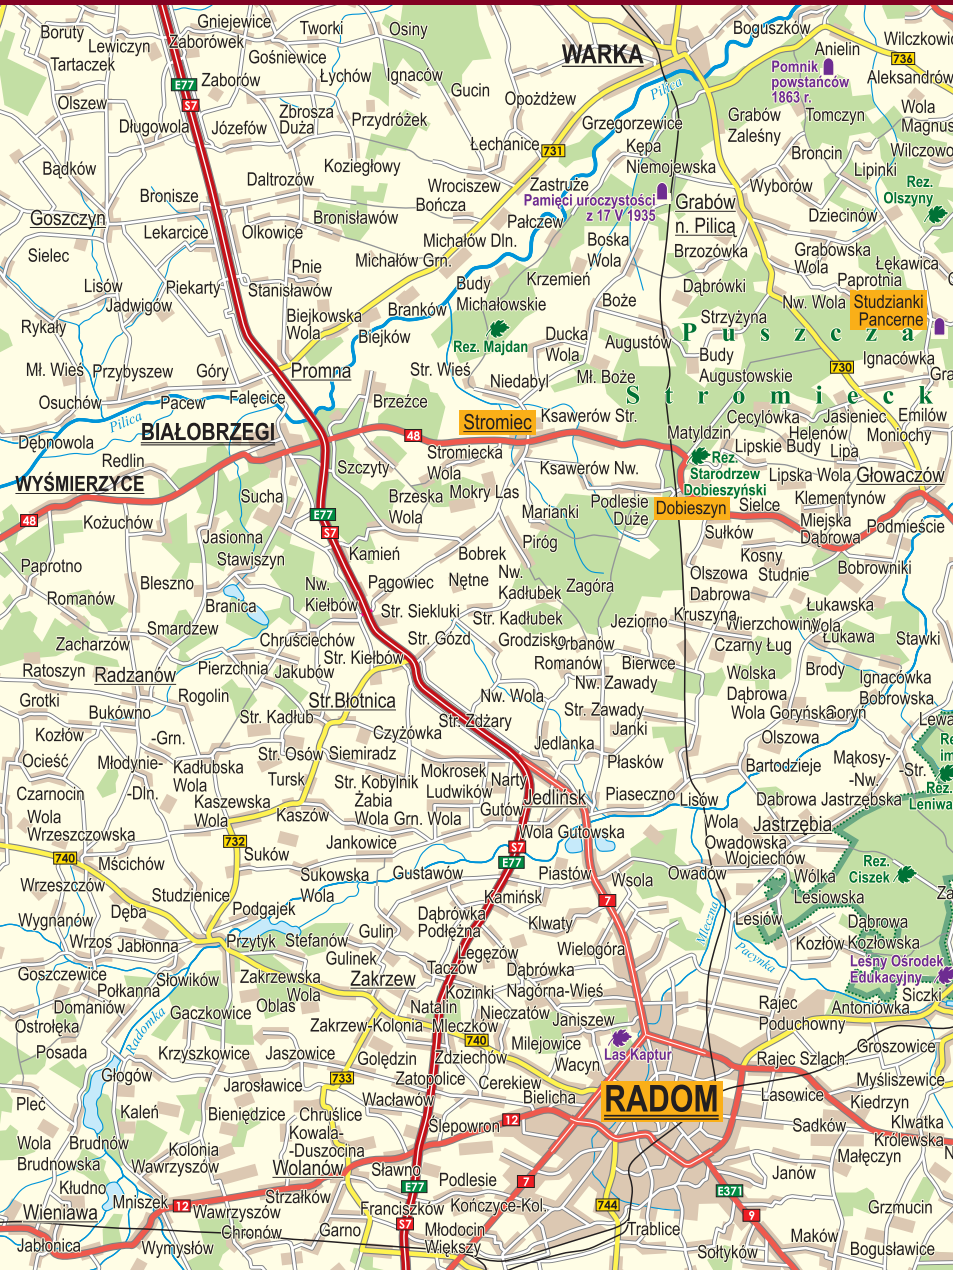 Gniejewice
Tworki
Osiny
Boguszków
Wilczkowice
Boruty
Lewiczyn
Zaborówek
Gośniewice
WARKA
Anielin
736
Tartaczek
E77
Zaborów
Łychów
Ignaców
Pomnik
powstańców
1863 r.
Aleksandrów
Gucin
Opożdżew
Pilica
Olszew
S7
Zbrosza
Duża
Przydróżek
Grzegorzewice
Grabów
Zaleśny
Tomczyn
Wola
Magnus
Długowola
Józefów
Lechanice
731
Kępa
Niemojewska
Broncin
Wilczowo
Bądków
Koziegłowy
Lipinki
Daltrozów
Wrociszew
Zastruże
Wyborów
Rez.
Olszyny
Bronisze
Bończa
Pamięci uroczystości
z 17 V 1935
Grabów
n. Pilicą
Goszczyn
Bronisławów
Pałczew
Dziecinów
Lekarcice
Olkowice
Michałów Dln.
Boska
Wola
Brzozówka
Grabowska
Wola
Sielec
Pnie
Michałów Grn.
Łękawica
Lisów
Piekarty
Stanisławów
Budy
Michałowskie
Krzemień
Dąbrówki
Paprotnia
Jadwigów
Biejkowska
Wola
Branków
Boże
Nw. Wola
Studzianki
Pancerne
Rykały
Biejków
Rez. Majdan
Ducka
Wola
Augustów
Strzyżyna
Puszcza
Mł. Wieś
Przybyszew
Góry
Promna
Str. Wieś
Budy
Augustowskie
730
Ignacówka
Gra
Niedabyl
Mł. Boże
Stromieck
Osuchów
Pacew
Falęcice
Brzeźce
Stromiec
Ksawerów Str.
Cecylówka
Jasieniec
Emilów
Pilica
BIAŁOBRZEGI
48
Matyldzin
Helenów
Moniochy
Dębnowola
Stromiecka
Wola
Lipskie Budy
Lipa
Redlin
Szczyty
Ksawerów Nw.
Rez.
Starodrzew
Dobieszyński
Lipska Wola
Głowaczów
WYŚMIERZYCE
Sucha
Brzeska
Wola
Mokry Las
Podlesie
Duże
Dobieszyn
Sielce
Klementynów
48
Kożuchów
E77
S7
Marianki
Miejska
Dąbrowa
Podmieście
Jasionna
Piróg
Sułków
Stawiszyn
Kamień
Bobrek
Kosny
Bobrowniki
Paprotno
Bleszno
Nw.
Kiełbów
Pagowiec
Nętne
Nw.
Kadłubek
Zagóra
Olszowa
Dąbrowa
Studnie
Romanów
Branica
Str. Siekluki
Str. Kadłubek
Jeziorno
Kruszyna
Łukawska
Wola
Smardzew
Wierzchowiny
Łukawa
Stawki
Zacharzów
Chruściechów
Str. Gózd
Grodzisko
Urbanów
Czarny Ług
Ratoszyn
Radzanów
Pierzchnia
Jakubów
Str. Kiełbów
Romanów
Bierwce
Wolska
Dąbrowa
Brody
Ignacówka
Bobrowska
Grotki
Rogolin
Str.Błotnica
Nw. Wola
Nw. Zawady
Bukówno
Str. Kadłub
Str. Zawady
Wola Goryńska
Goryń
Lewa
Kozłów
-Grn.
Czyżówka
Str. Zdżary
Janki
Olszowa
Ocieść
Młodynie-
-Dln.
Kadłubska
Wola
Str. Osów
Siemiradz
Jedlanka
Płasków
Bartodzieje
Mąkosy-
-Nw.
-Str.
Tursk
Str. Kobylnik
Mokrosek
Narty
Czarnocin
Kaszewska
Wola
Żabia
Wola
Ludwików
Jedlińsk
Piaseczno
Lisów
Dąbrowa Jastrzębska
Rez.
Leniwa
Wola
Wrzeszczowska
Kaszów
Grn. Wola
Gutów
Wola
Jastrzębia
732
Jankowice
S7
Wola Gutowska
Owadowska
Wojciechów
740
Mścichów
Suków
E77
Rez.
Ciszek
Wrzeszczów
Sukowska
Wola
Gustawów
Piastów
Wsola
Owadów
Wólka
Lesiowska
Studzienice
Kamińsk
7
Wygnanów
Dęba
Podgajek
Dąbrówka
Podłężna
Klwaty
Mleczna
Lesiów
Dąbrowa
Kozłowska
Wrzos
Jabłonna
Przytyk
Stefanów
Gulin
Legęzów
Wielogóra
Kozłów
Gulinek
Pacynka
Leśny Ośrodek
Edukacyjny
Goszczewice
Słowików
Zakrzewska
Wola
Zakrzew
Taczów
Dąbrówka
Siczki
Połkanna
Kozinki
Nagórna-Wieś
Domaniów
Gaczkowice
Oblas
Natalin
Nieczatów
Rajec
Poduchowny
Antoniówka
Ostrołęka
Radomka
Zakrzew-Kolonia
Mleczków
Janiszew
Posada
Krzyszkowice
Jaszowice
Golędzin
740
Milejowice
Las Kaptur
Groszowice
Zdziechów
Wacyn
Rajec Szlach.
Głogów
733
Zatopolice
Cerekiew
Myśliszewice
Jarosławice
Wacławów
Bielicha
RADOM
Lasowice
Kiedrzyn
Pleć
Kaleń
Bieniędzice
Chruślice
12
Sadków
Klwatka
Królewska
Ślepowron
Wola
Brudnowska
Brudnów
Kolonia
Wawrzyszów
Kowala-
-Duszocina
Małęczyn
Wolanów
Sławno
Janów
Kłudno
E77
Podlesie
7
E371
Mniszek
12
Strzałków
Wieniawa
Wawrzyszów
Franciszków
Kończyce-Kol.
744
9
Grzmucin
Jabłonica
Chronów
Garno
S7
Młodocin
Większy
Trablice
Maków
Wymysłów
Sołtyków
Bogusławice